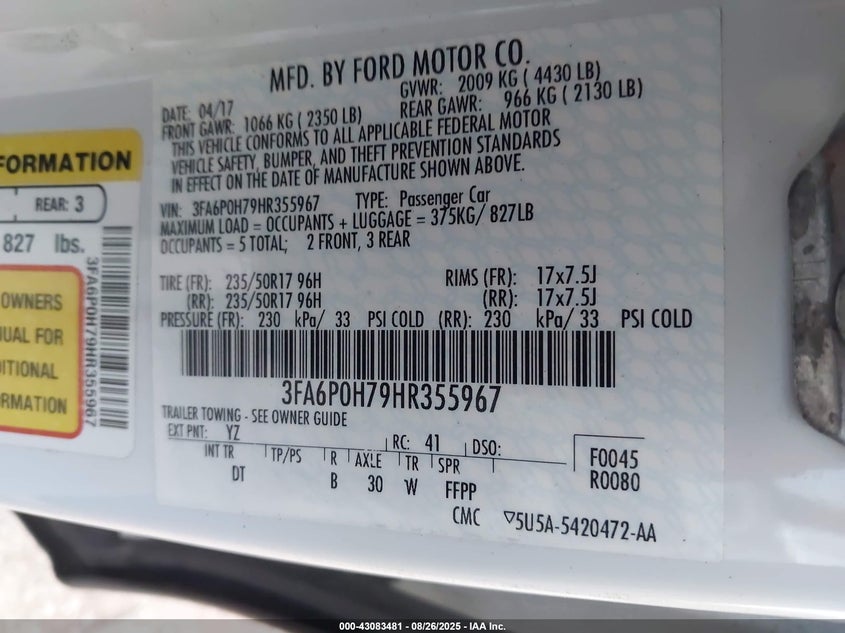 MFD. BY FORD MOTOR CO.
DATE: 04/17
GVWR: 2009 KG ( 4430 LB)
FRONT GAWR: 1066 KG ( 2350 LB)
REAR GAWR: 966 KG ( 2130 LB)
THIS VEHICLE CONFORMS TO ALL APPLICABLE FEDERAL MOTOR
VEHICLE SAFETY, BUMPER, AND THEFT PREVENTION STANDARDS
IN EFFECT ON THE DATE OF MANUFACTURE SHOWN ABOVE.
VIN: 3FA6P0H79HR355967
TYPE: Passenger Car
MAXIMUM LOAD = OCCUPANTS + LUGGAGE = 375KG/ 827LB
OCCUPANTS = 5 TOTAL; 2 FRONT, 3 REAR
TIRE (FR): 235/50R17 96H
RIMS (FR): 17x7.5J
(RR): 235/50R17 96H
(RR): 17x7.5J
PRESSURE (FR): 230 kPa/ 33 PSI COLD (RR): 230 kPa/ 33 PSI COLD
3FA6P0H79HR355967
TRAILER TOWING - SEE OWNER GUIDE
EXT PNT: YZ
RC: 41
DSO:
INT TR
TP/PS
R
AXLE
TR
SPR
DT
B
30
W
FFPP
F0045
R0080
CMC
▽5U5A-5420472-AA
FORMATION
REAR: 3
827 lbs.
OWNERS
FOR
3FA6P0H79HR355967
000-43083481 - 08/26/2025 - IAA Inc.